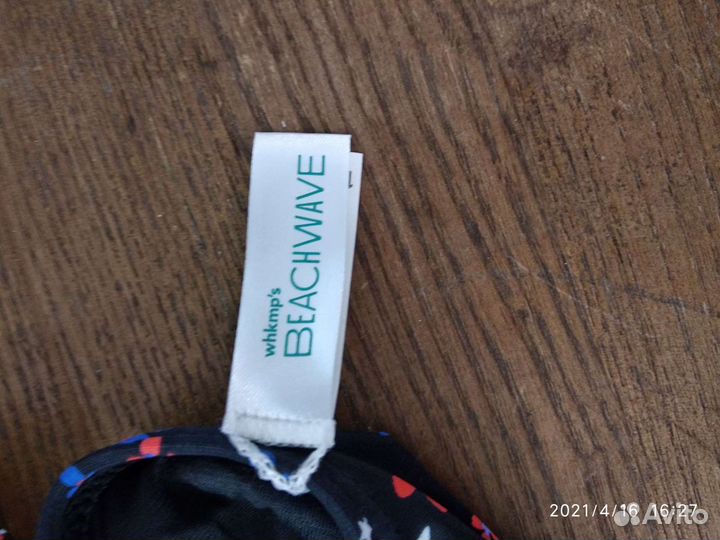 whkmp's
BEACHWAVE
2021/4/16 16:27
Avito